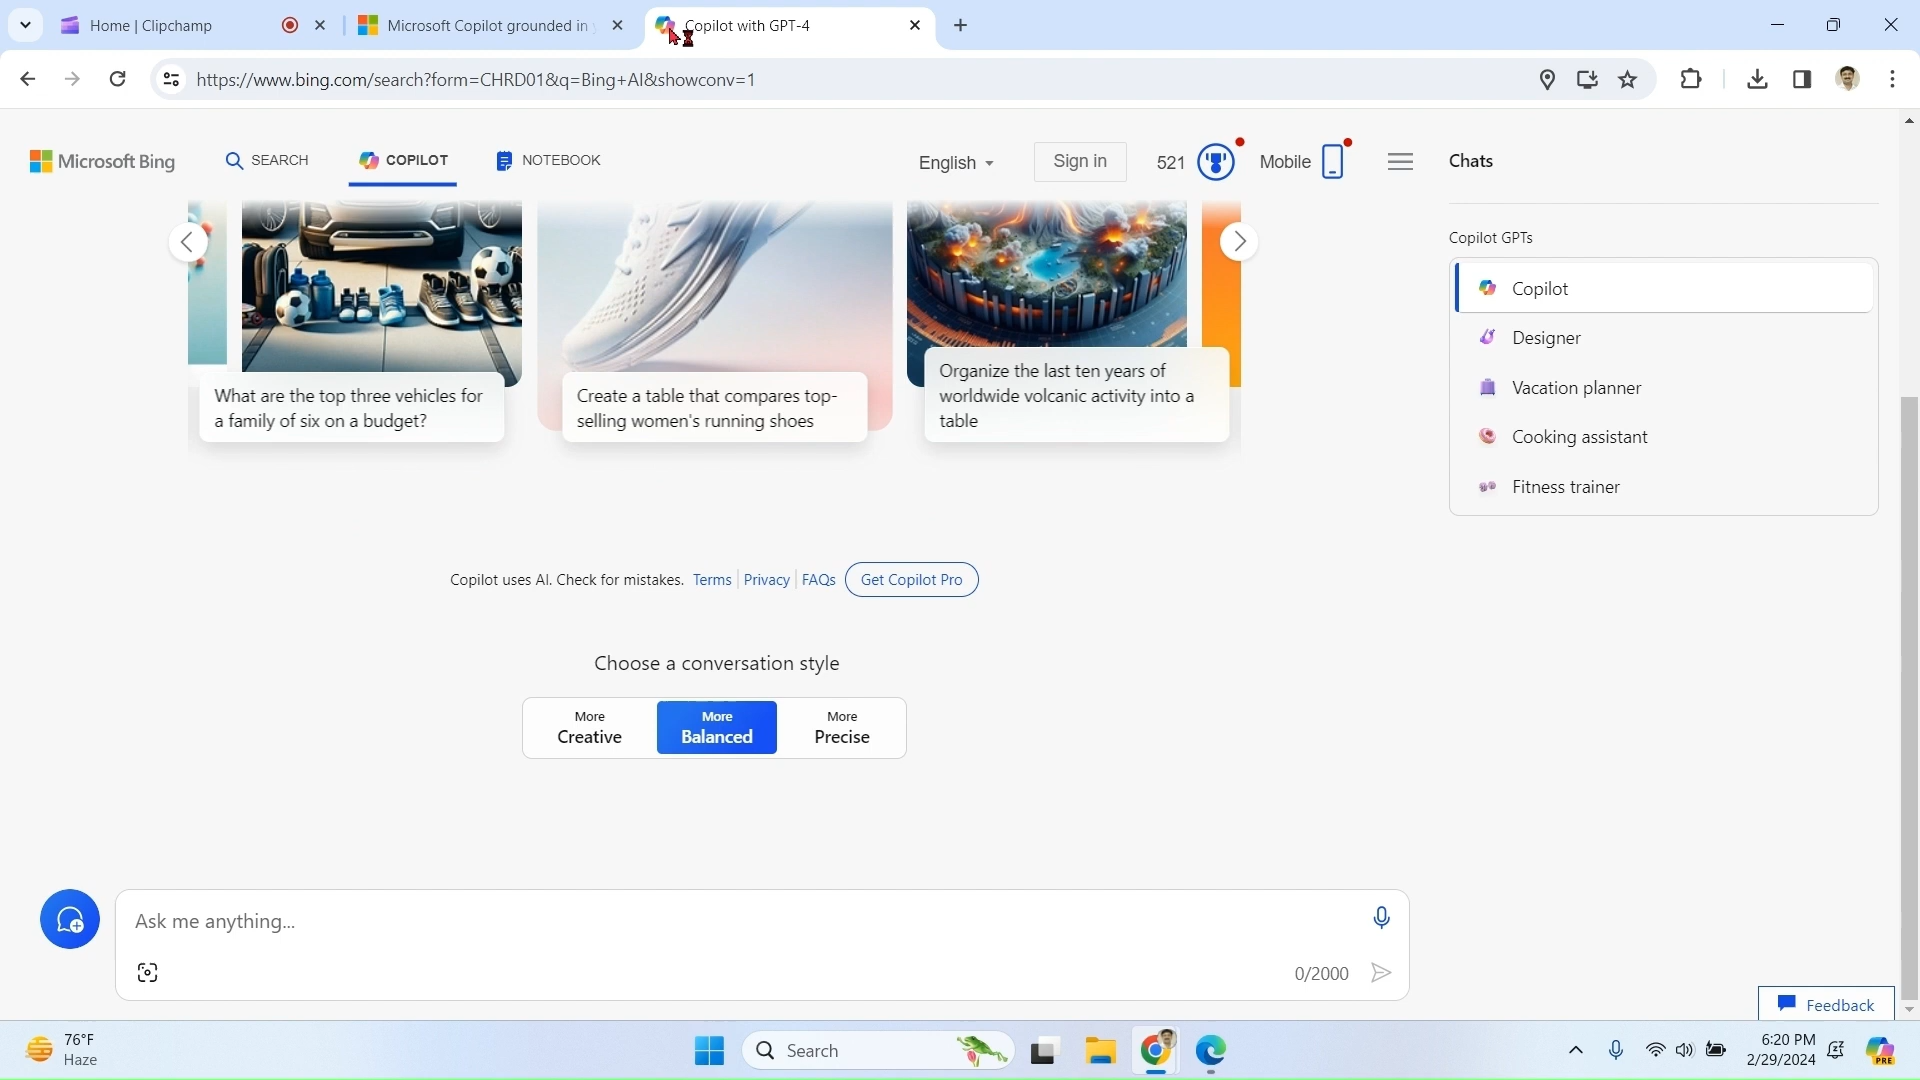 Home | Clipchamp
Microsoft Copilot grounded in
Copilot with GPT-4
https://www.bing.com/search?form=CHRD01&q=Bing+AI&showconv=1
Microsoft Bing
SEARCH
COPILOT
NOTEBOOK
English
Sign in
521
Mobile
Chats
Copilot GPTs
Copilot
Designer
Vacation planner
Cooking assistant
Fitness trainer
What are the top three vehicles for
a family of six on a budget?
Create a table that compares top-
selling women's running shoes
Organize the last ten years of
worldwide volcanic activity into a
table
Copilot uses AI. Check for mistakes. Terms Privacy FAQs Get Copilot Pro
Choose a conversation style
More
Creative
More
Balanced
More
Precise
Ask me anything...
0/2000
Feedback
76°F
Haze
Search
6:20 PM
2/29/2024
PRE